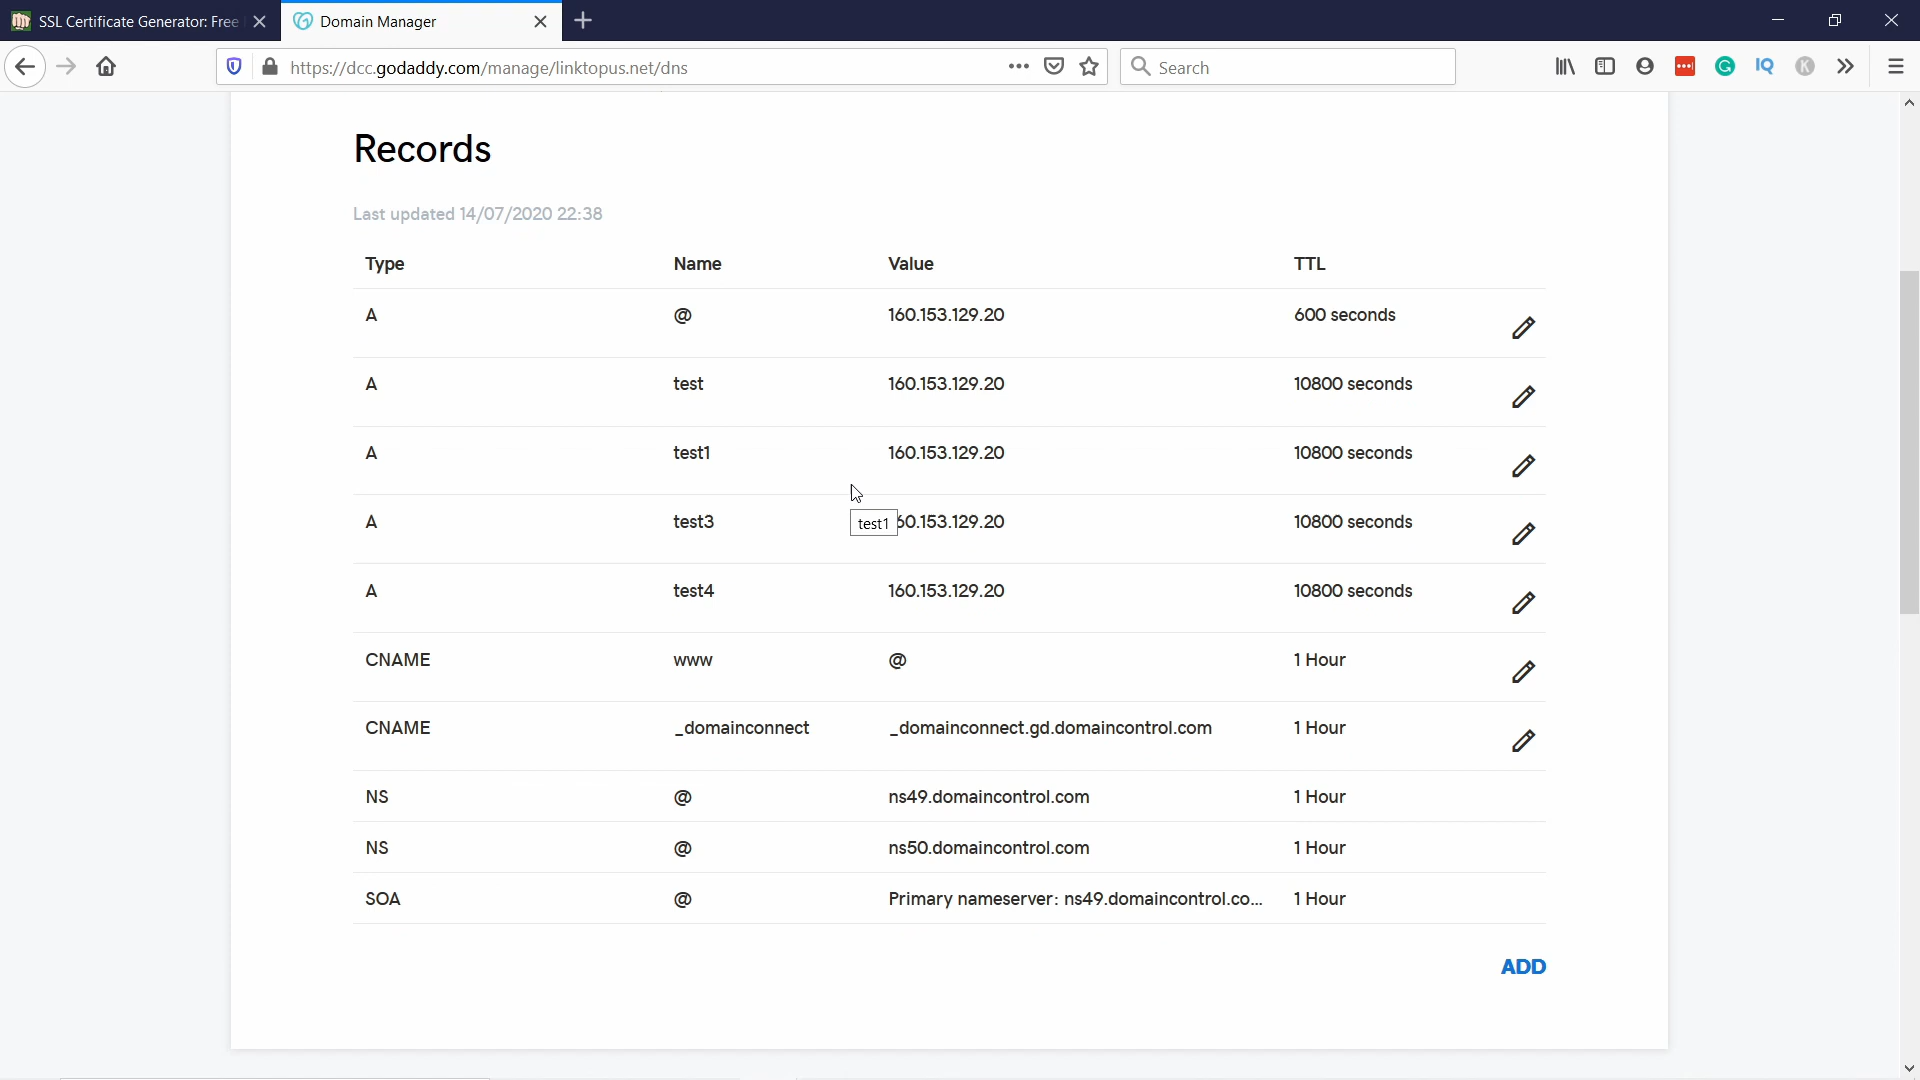 SSL Certificate Generator: Free
Domain Manager
https://dcc.godaddy.com/manage/linktopus.net/dns
Search
IQ
K
Records
Last updated 14/07/2020 22:38
Type Name Value TTL
A @ 160.153.129.20 600 seconds
A test 160.153.129.20 10800 seconds
A test1 160.153.129.20 10800 seconds
A test3 60.153.129.20 10800 seconds
test1
A test4 160.153.129.20 10800 seconds
CNAME www @ 1 Hour
CNAME _domainconnect _domainconnect.gd.domaincontrol.com 1 Hour
NS @ ns49.domaincontrol.com 1 Hour
NS @ ns50.domaincontrol.com 1 Hour
SOA @ Primary nameserver: ns49.domaincontrol.co... 1 Hour
ADD